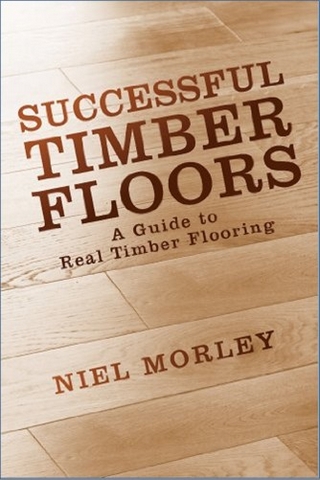 SUCCESSFUL
TIMBER
FLOORS
A Guide to
Real Timber Flooring
NIEL MORLEY